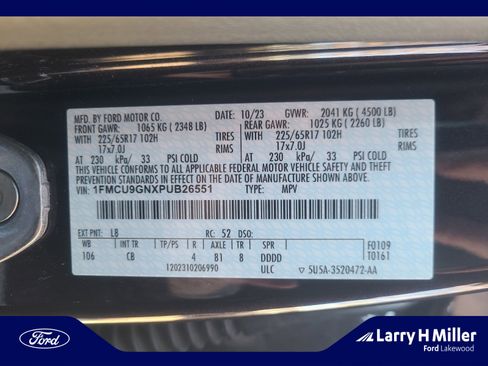 MFD. BY FORD MOTOR CO.
10/23
GVWR: 2041 KG ( 4500 LB)
FRONT GAWR: 1065 KG ( 2348 LB)
REAR GAWR: 1025 KG ( 2260 LB)
WITH 225/65R17 102H TIRES
WITH 225/65R17 102H TIRES
17x7.0J RIMS
17x7.0J RIMS
AT 230 kPa/ 33 PSI COLD
AT 230 kPa/ 33 PSI COLD
THIS VEHICLE CONFORMS TO ALL APPLICABLE FEDERAL MOTOR VEHICLE SAFETY AND THEFT
PREVENTION STANDARDS IN EFFECT ON THE DATE OF MANUFACTURE SHOWN ABOVE.
VIN: 1FMCU9GNXPUB26551 TYPE: MPV
EXT PNT: LB RC: 52 DSO:
WB INT TR TP/PS R AXLE TR SPR F0109
106 CB 4 B1 8 DDDD T0161
1202310206990 ULC 5U5A-3520472-AA
Ford
Larry H Miller
Ford Lakewood